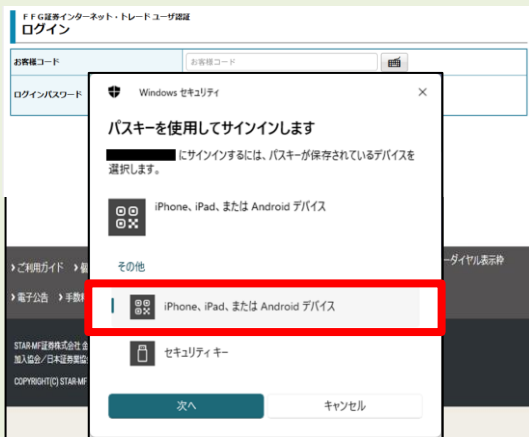 FFG証券インターネット・トレード ユーザ認証
ログイン
お客様コード
お客様コード
ログインパスワード
Windows セキュリティ
パスキーを使用してサインインします
にサインインするには、パスキーが保存されているデバイスを
選択します。
iPhone、iPad、または Android デバイス
その他
iPhone、iPad、または Android デバイス
セキュリティ キー
次へ
キャンセル
ご利用ガイド
ーダイヤル表示枠
電子公告
手数料
STAR-MF証券株式会社 金
加入協会/日本証券業協会
COPYRIGHT(C) STAR-MF